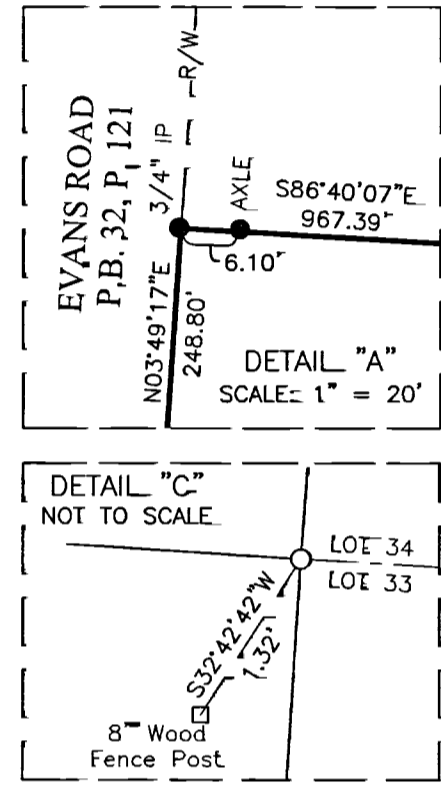 EVANS ROAD
P.B. 32, P. 121
3/4" IP
R/W
AXLE
S86°40'07"E
967.39'
6.10'
N03°49'17"E
248.80'
DETAIL "A"
SCALE= 1" = 20'
DETAIL "C"
NOT TO SCALE
LOT 34
LOT 33
S32°42'42"W
1.32'
8" Wood
Fence Post